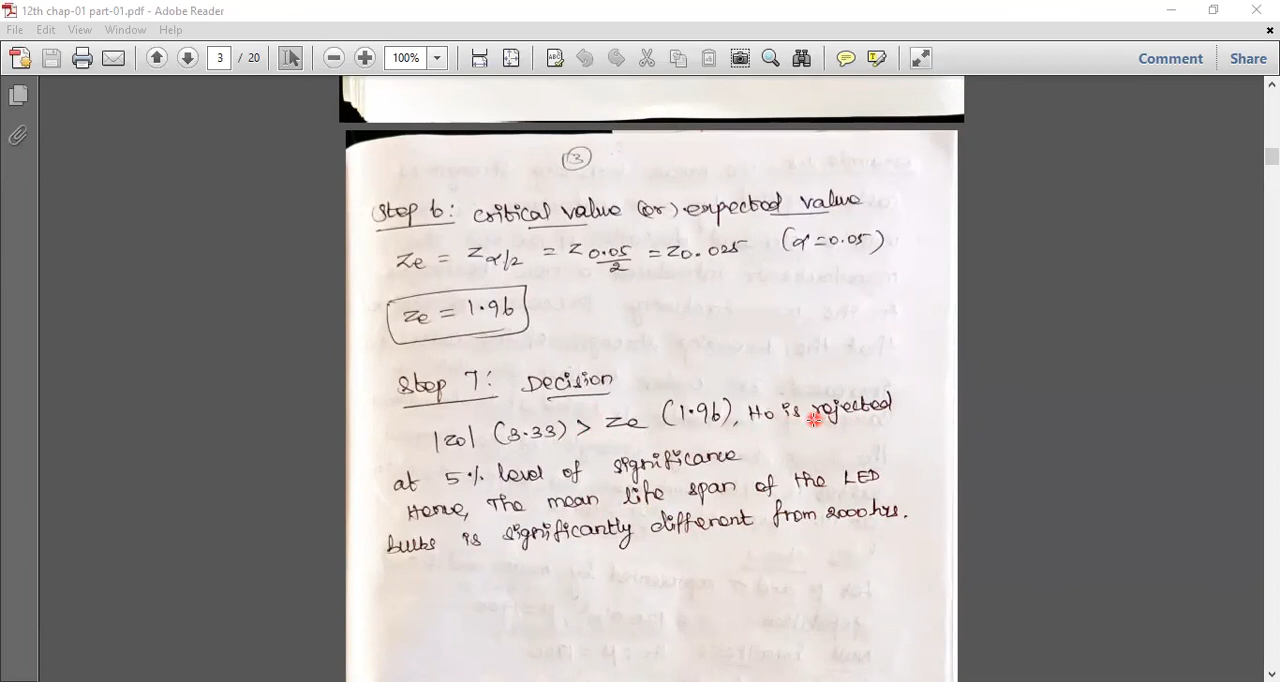 12th chap-01 part-01.pdf - Adobe Reader
File Edit View Window Help
3 / 20 100% Comment Share
13
Step 6: critical value (or) expected value
Ze = Zα/2 = Z 0.05/2 = Z0.025 (α=0.05)
Ze = 1.96
Step 7: Decision
|Z0| (3.33) > Ze (1.96), H0 is rejected
at 5% level of significance
Hence, The mean life span of the LED
bulbs is significantly different from 2000 hrs.